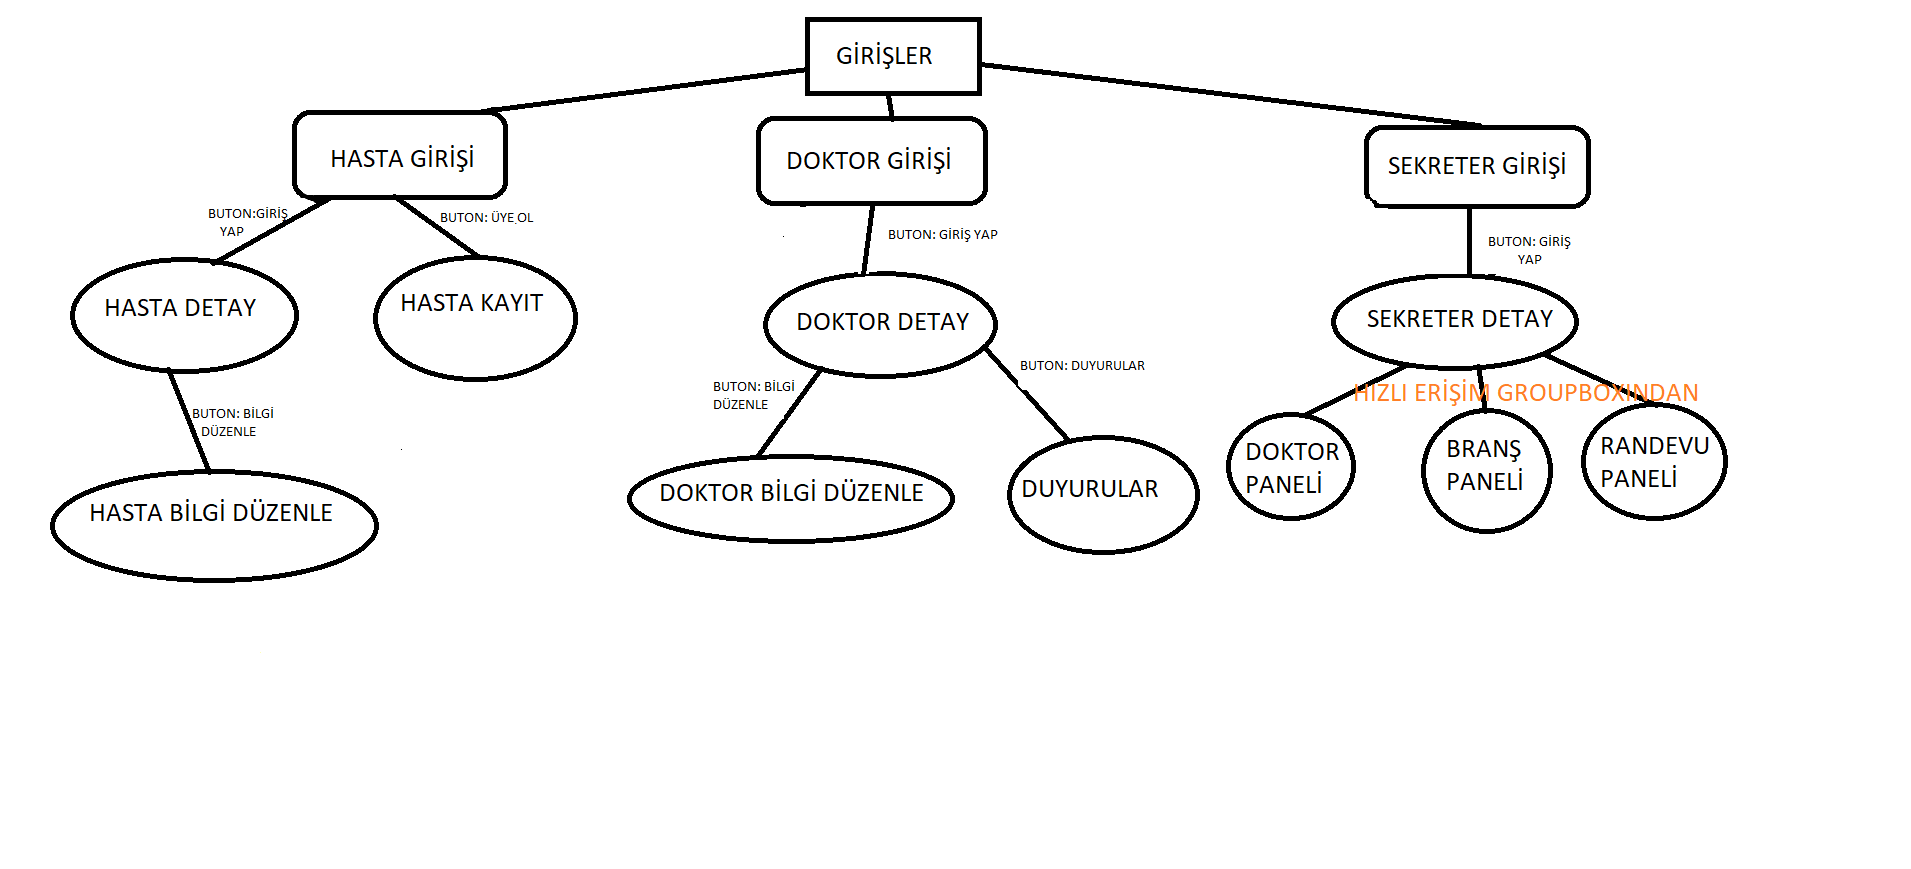 GİRİŞLER
HASTA GİRİŞİ
DOKTOR GİRİŞİ
SEKRETER GİRİŞİ
BUTON:GİRİŞ
YAP
BUTON: ÜYE OL
BUTON: GİRİŞ YAP
BUTON: GİRİŞ
YAP
HASTA DETAY
HASTA KAYIT
DOKTOR DETAY
SEKRETER DETAY
BUTON: BİLGİ
DÜZENLE
BUTON: BİLGİ
DÜZENLE
BUTON: DUYURULAR
HIZLI ERİŞİM GROUPBOXINDAN
HASTA BİLGİ DÜZENLE
DOKTOR BİLGİ DÜZENLE
DUYURULAR
DOKTOR
PANELİ
BRANŞ
PANELİ
RANDEVU
PANELİ